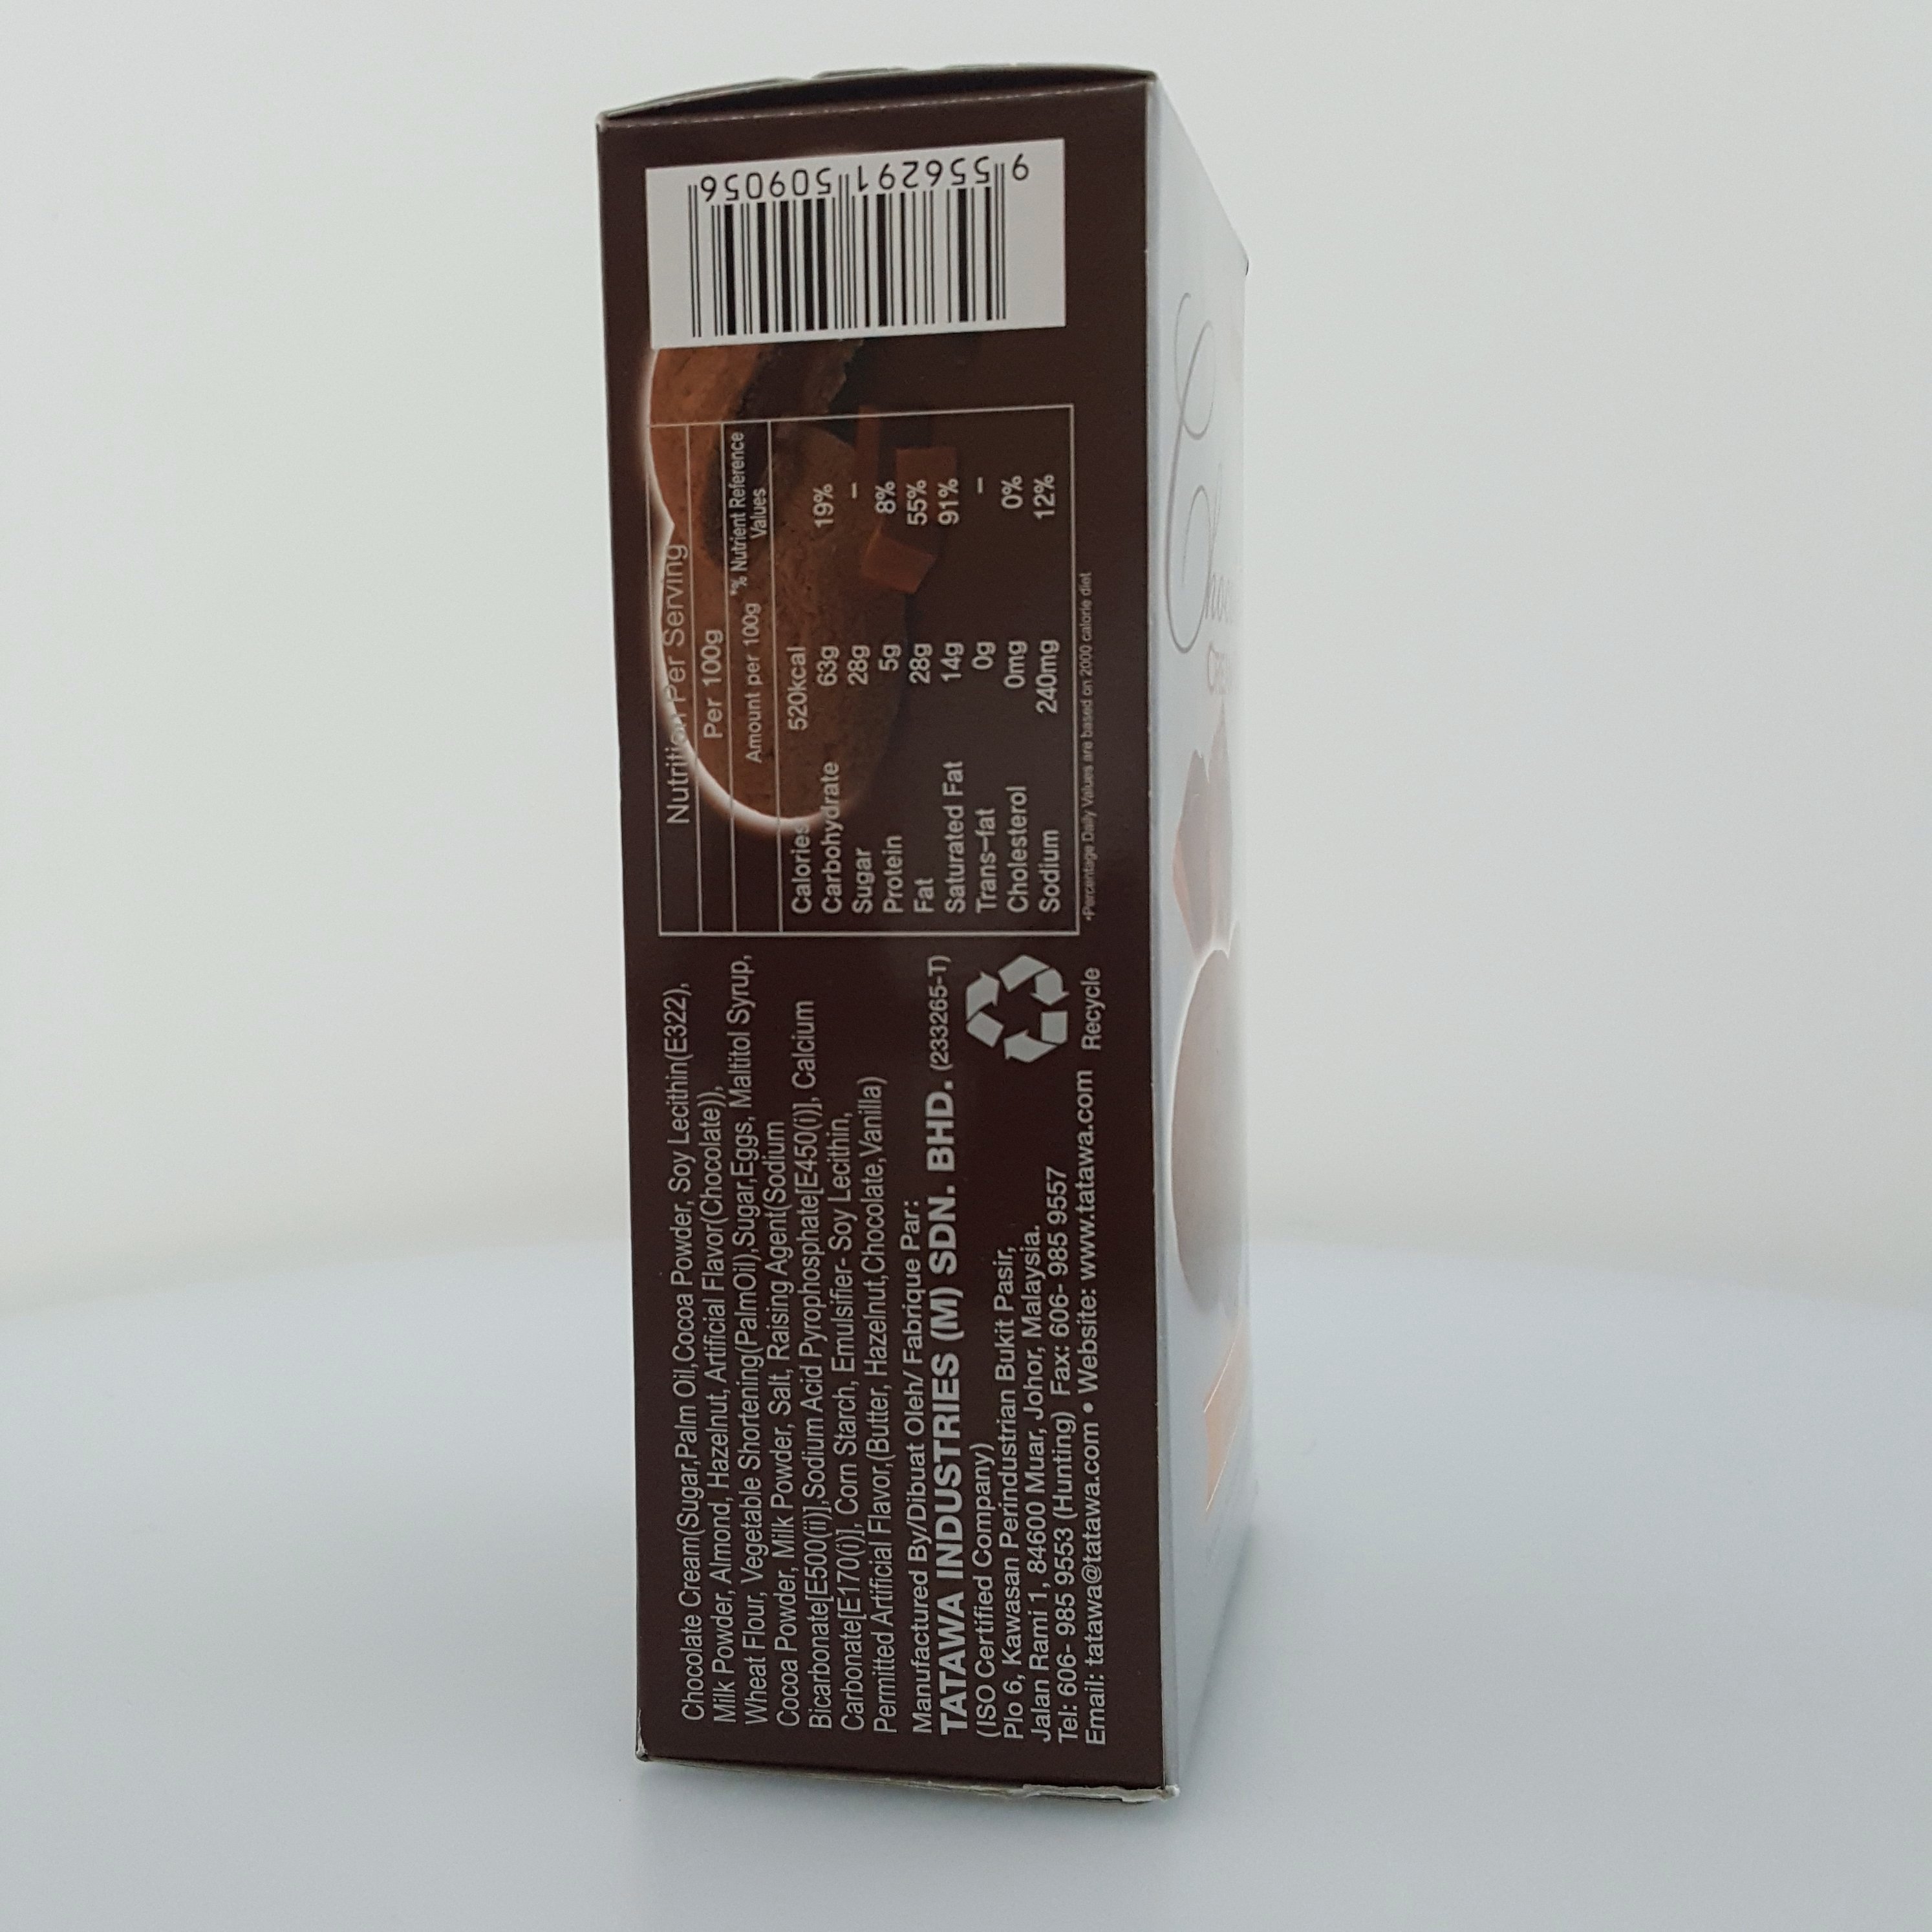 Chocolate Cream(Sugar,Palm Oil,Cocoa Powder, Soy Lecithin(E322),
Milk Powder, Almond, Hazelnut, Artificial Flavor(Chocolate)),
Wheat Flour, Vegetable Shortening(PalmOil),Sugar,Eggs, Maltitol Syrup,
Cocoa Powder, Milk Powder, Salt, Raising Agent(Sodium
Bicarbonate[E500(ii)],Sodium Acid Pyrophosphate[E450(i)], Calcium
Carbonate[E170(i)], Corn Starch, Emulsifier- Soy Lecithin,
Permitted Artificial Flavor,(Butter, Hazelnut,Chocolate,Vanilla)
Manufactured By/Dibuat Oleh/ Fabrique Par:
TATAWA INDUSTRIES (M) SDN. BHD. (233265-T)
(ISO Certified Company)
Plo 6, Kawasan Perindustrian Bukit Pasir,
Jalan Rami 1, 84600 Muar, Johor, Malaysia.
Tel: 606- 985 9553 (Hunting) Fax: 606- 985 9557
Email: tatawa@tatawa.com • Website: www.tatawa.com
Recycle
Nutrition Per Serving
Per 100g
Amount per 100g *% Nutrient Reference
Values
Calories 520kcal
Carbohydrate 63g 19%
Sugar 28g –
Protein 5g 8%
Fat 28g 55%
Saturated Fat 14g 91%
Trans-fat 0g –
Cholesterol 0mg 0%
Sodium 240mg 12%
*Percentage Daily Values are based on 2000 calorie diet
9 556291 509056